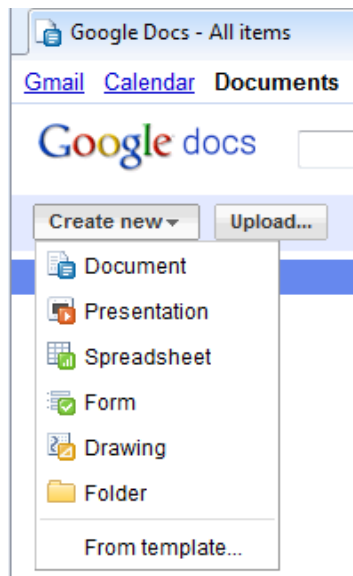 Google Docs - All items
Gmail Calendar Documents
Google docs
Create new Upload...
Document
Presentation
Spreadsheet
Form
Drawing
Folder
From template...